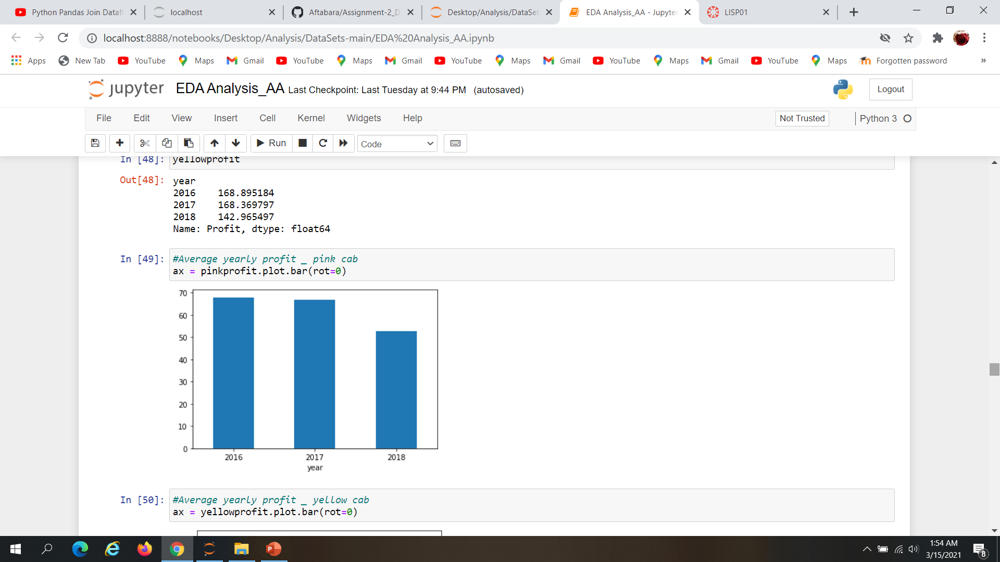 Python Pandas Join Dataf
localhost
Aftabara/Assignment-2_D
Desktop/Analysis/DataSet
EDA Analysis_AA - Jupyter
LISP01
localhost:8888/notebooks/Desktop/Analysis/DataSets-main/EDA%20Analysis_AA.ipynb
Apps New Tab YouTube Maps Gmail YouTube Maps Gmail YouTube Maps Gmail YouTube Maps Gmail YouTube Maps Forgotten password »
jupyter EDA Analysis_AA Last Checkpoint: Last Tuesday at 9:44 PM (autosaved)
Logout
File Edit View Insert Cell Kernel Widgets Help
Not Trusted
Python 3
Run
Code
In [48]: yellowprofit
Out[48]: year
2016 168.895184
2017 168.369797
2018 142.965497
Name: Profit, dtype: float64
In [49]: #Average yearly profit _ pink cab
ax = pinkprofit.plot.bar(rot=0)
70
60
50
40
30
20
10
0
2016 2017 2018
year
In [50]: #Average yearly profit _ yellow cab
ax = yellowprofit.plot.bar(rot=0)
1:54 AM
3/15/2021
8